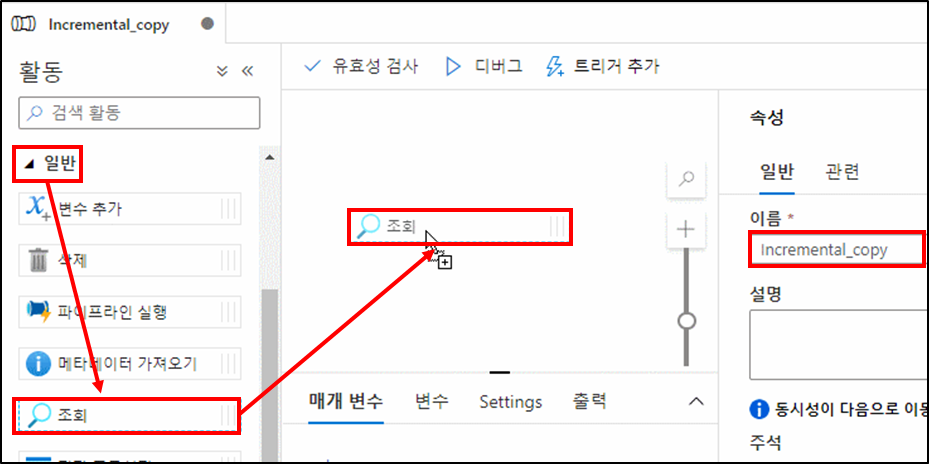 Incremental_copy
활동
유효성 검사
디버그
트리거 추가
검색 활동
일반
변수 추가
삭제
파이프라인 실행
메타데이터 가져오기
조회
조회
매개 변수
변수
Settings
출력
속성
일반
관련
이름 *
Incremental_copy
설명
동시성이 다음으로 이동
주석